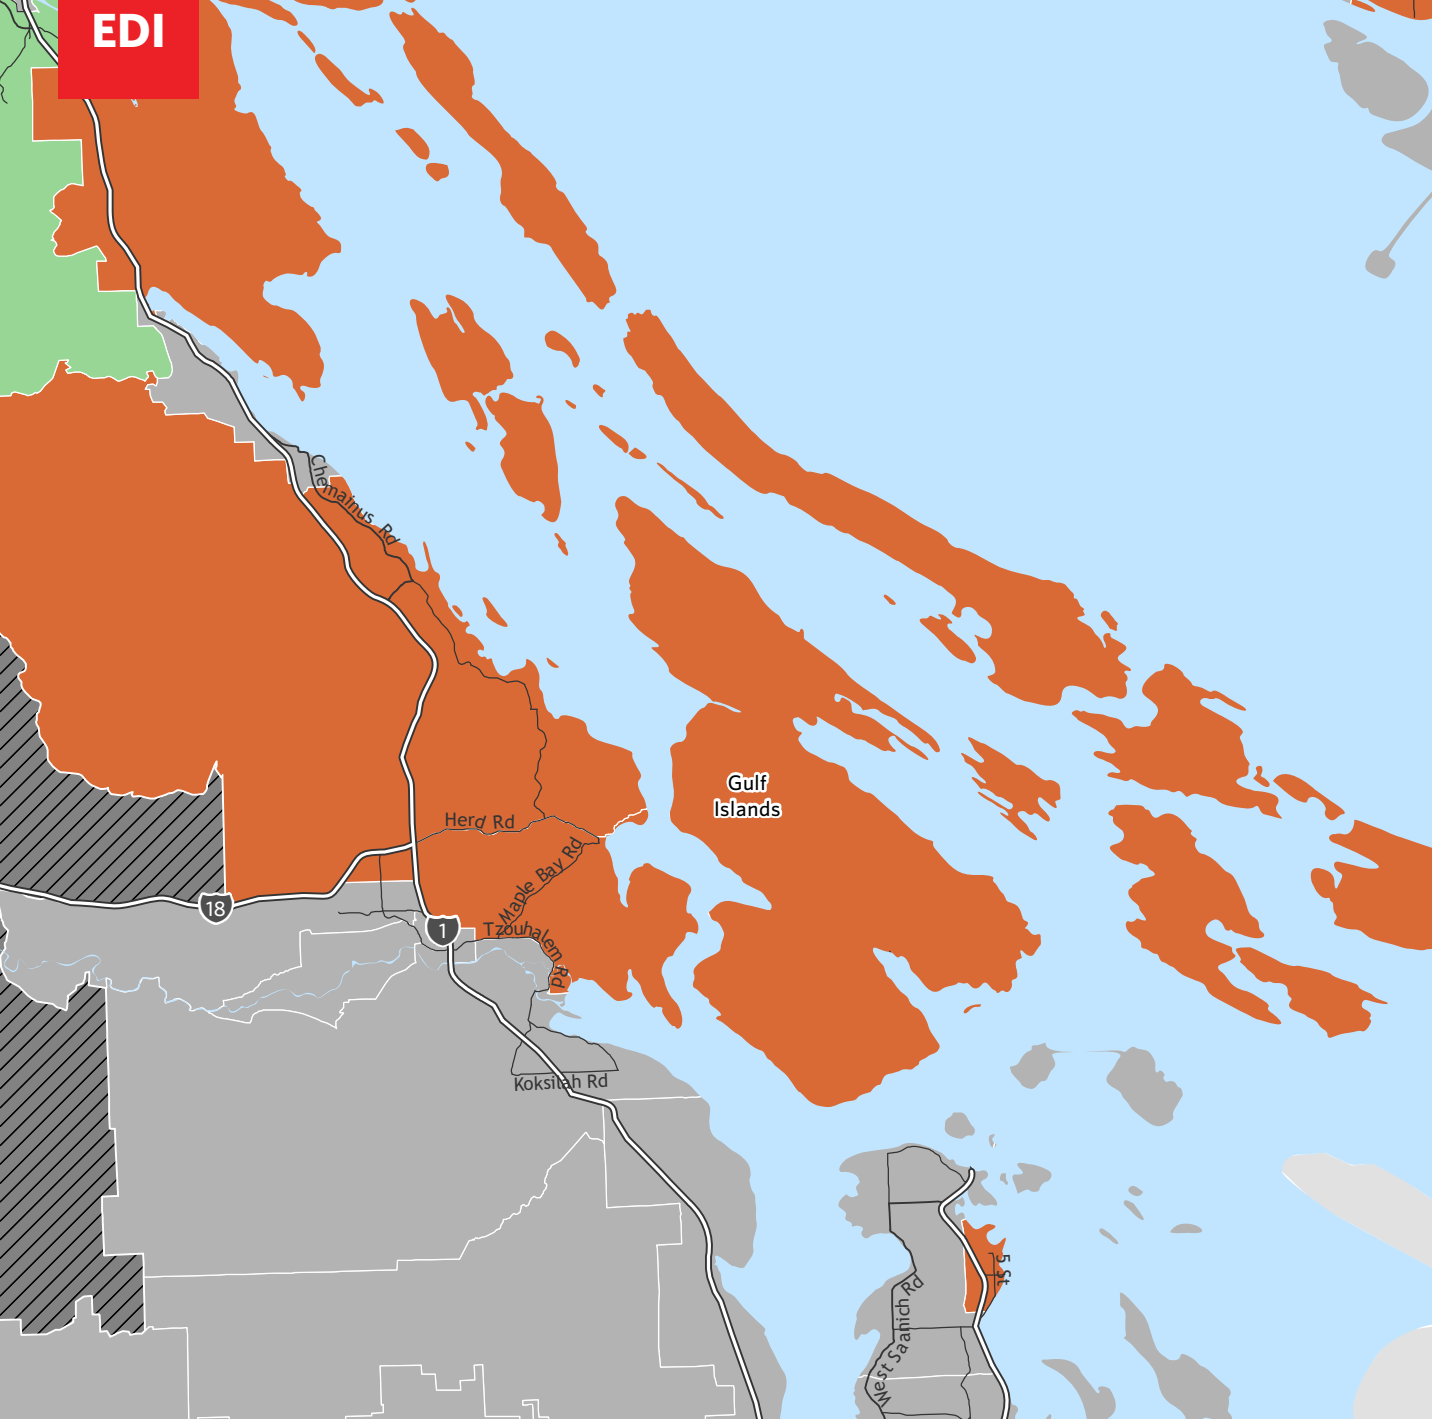 EDI
Chemainus Rd
Gulf
Islands
Herd Rd
Maple Bay Rd
18
1
Tzouhalem Rd
Koksilah Rd
5 St
West Saanich Rd